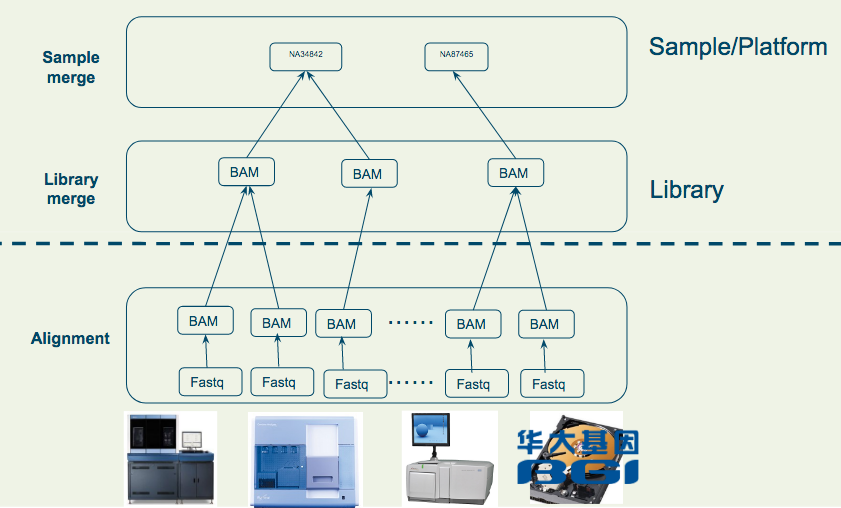 Sample
merge
NA34842
NA87465
Sample/Platform
Library
merge
BAM
BAM
BAM
Library
Alignment
BAM
BAM
BAM
......
BAM
BAM
Fastq
Fastq
Fastq
......
Fastq
Fastq
华大基因
BGI